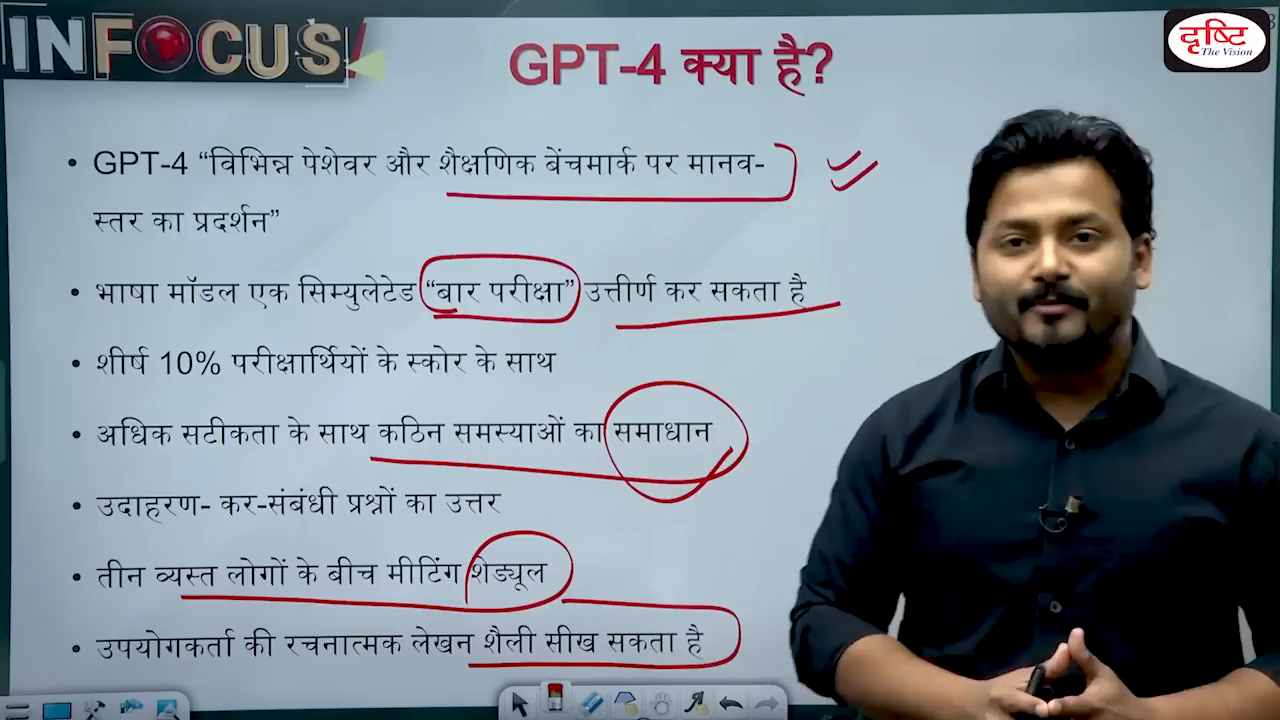 INFOCUS
GPT-4 क्या है?
दृष्टि
The Vision
• GPT-4 “विभिन्न पेशेवर और शैक्षणिक बेंचमार्क पर मानव-
स्तर का प्रदर्शन”
• भाषा मॉडल एक सिम्युलेटेड “बार परीक्षा” उत्तीर्ण कर सकता है
• शीर्ष 10% परीक्षार्थियों के स्कोर के साथ
• अधिक सटीकता के साथ कठिन समस्याओं का समाधान
• उदाहरण- कर-संबंधी प्रश्नों का उत्तर
• तीन व्यस्त लोगों के बीच मीटिंग शेड्यूल
• उपयोगकर्ता की रचनात्मक लेखन शैली सीख सकता है